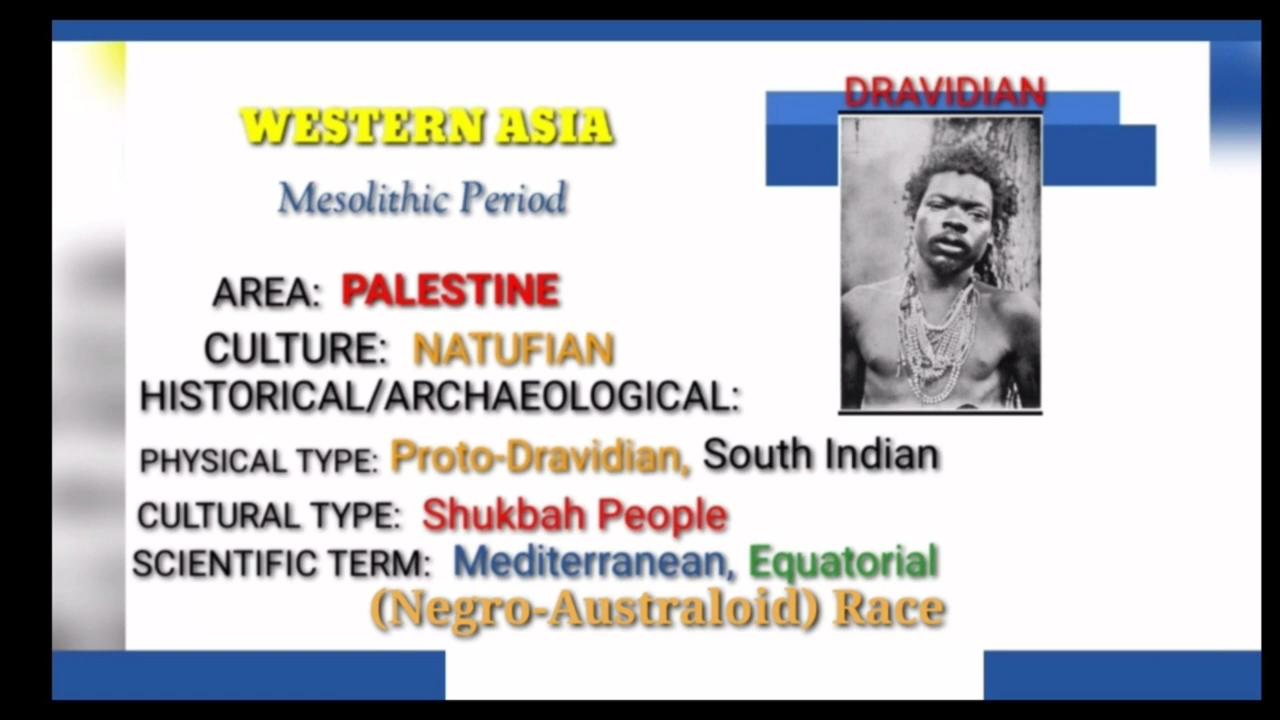 DRAVIDIAN
WESTERN ASIA
Mesolithic Period
AREA: PALESTINE
CULTURE: NATUFIAN
HISTORICAL/ARCHAEOLOGICAL:
PHYSICAL TYPE: Proto-Dravidian, South Indian
CULTURAL TYPE: Shukbah People
SCIENTIFIC TERM: Mediterranean, Equatorial
(Negro-Australoid) Race